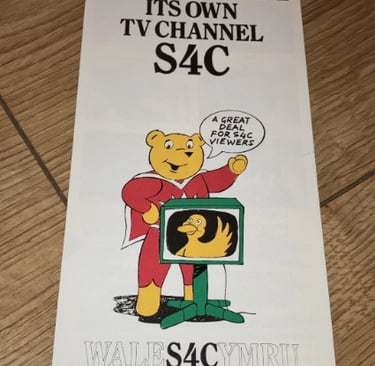 ITS OWN
TV CHANNEL
S4C
A GREAT
DEAL
FOR S4C
VIEWERS
WALES4CYMRU